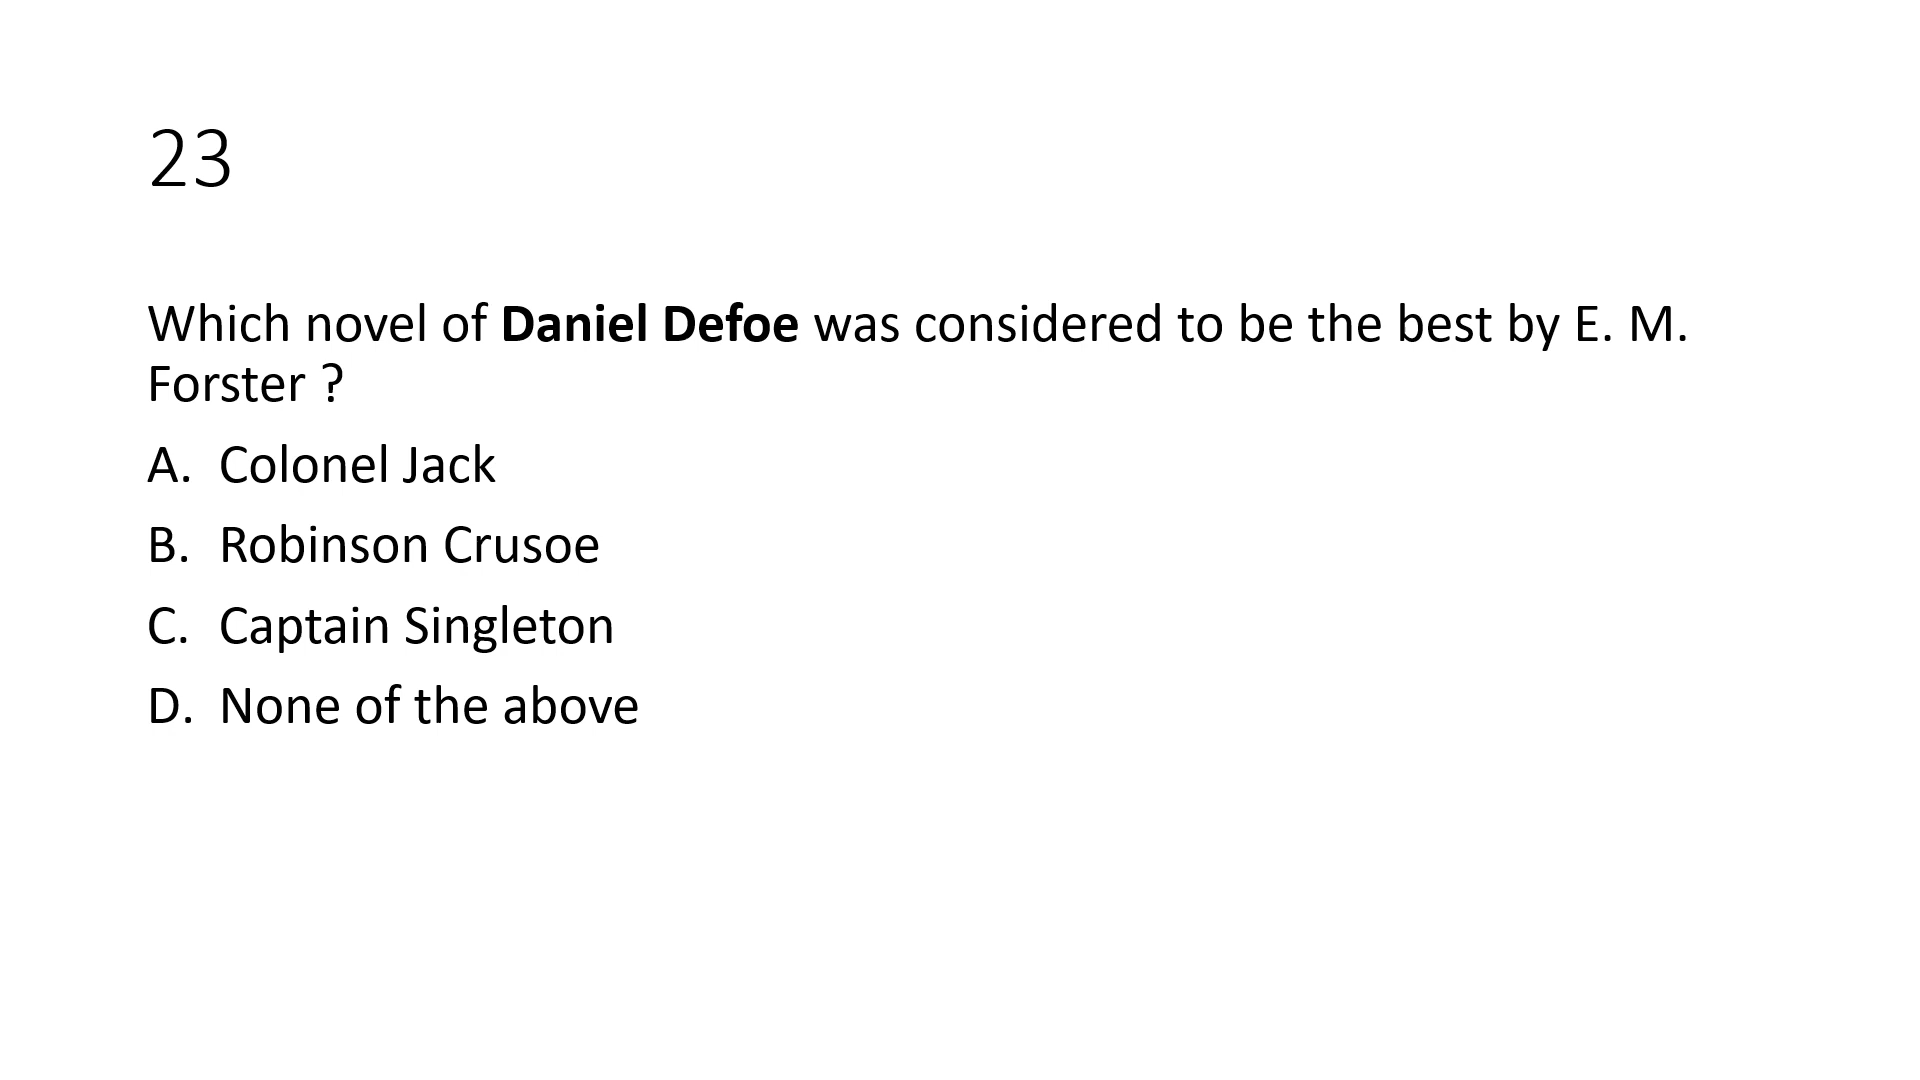 23
Which novel of Daniel Defoe was considered to be the best by E. M.
Forster ?
A. Colonel Jack
B. Robinson Crusoe
C. Captain Singleton
D. None of the above